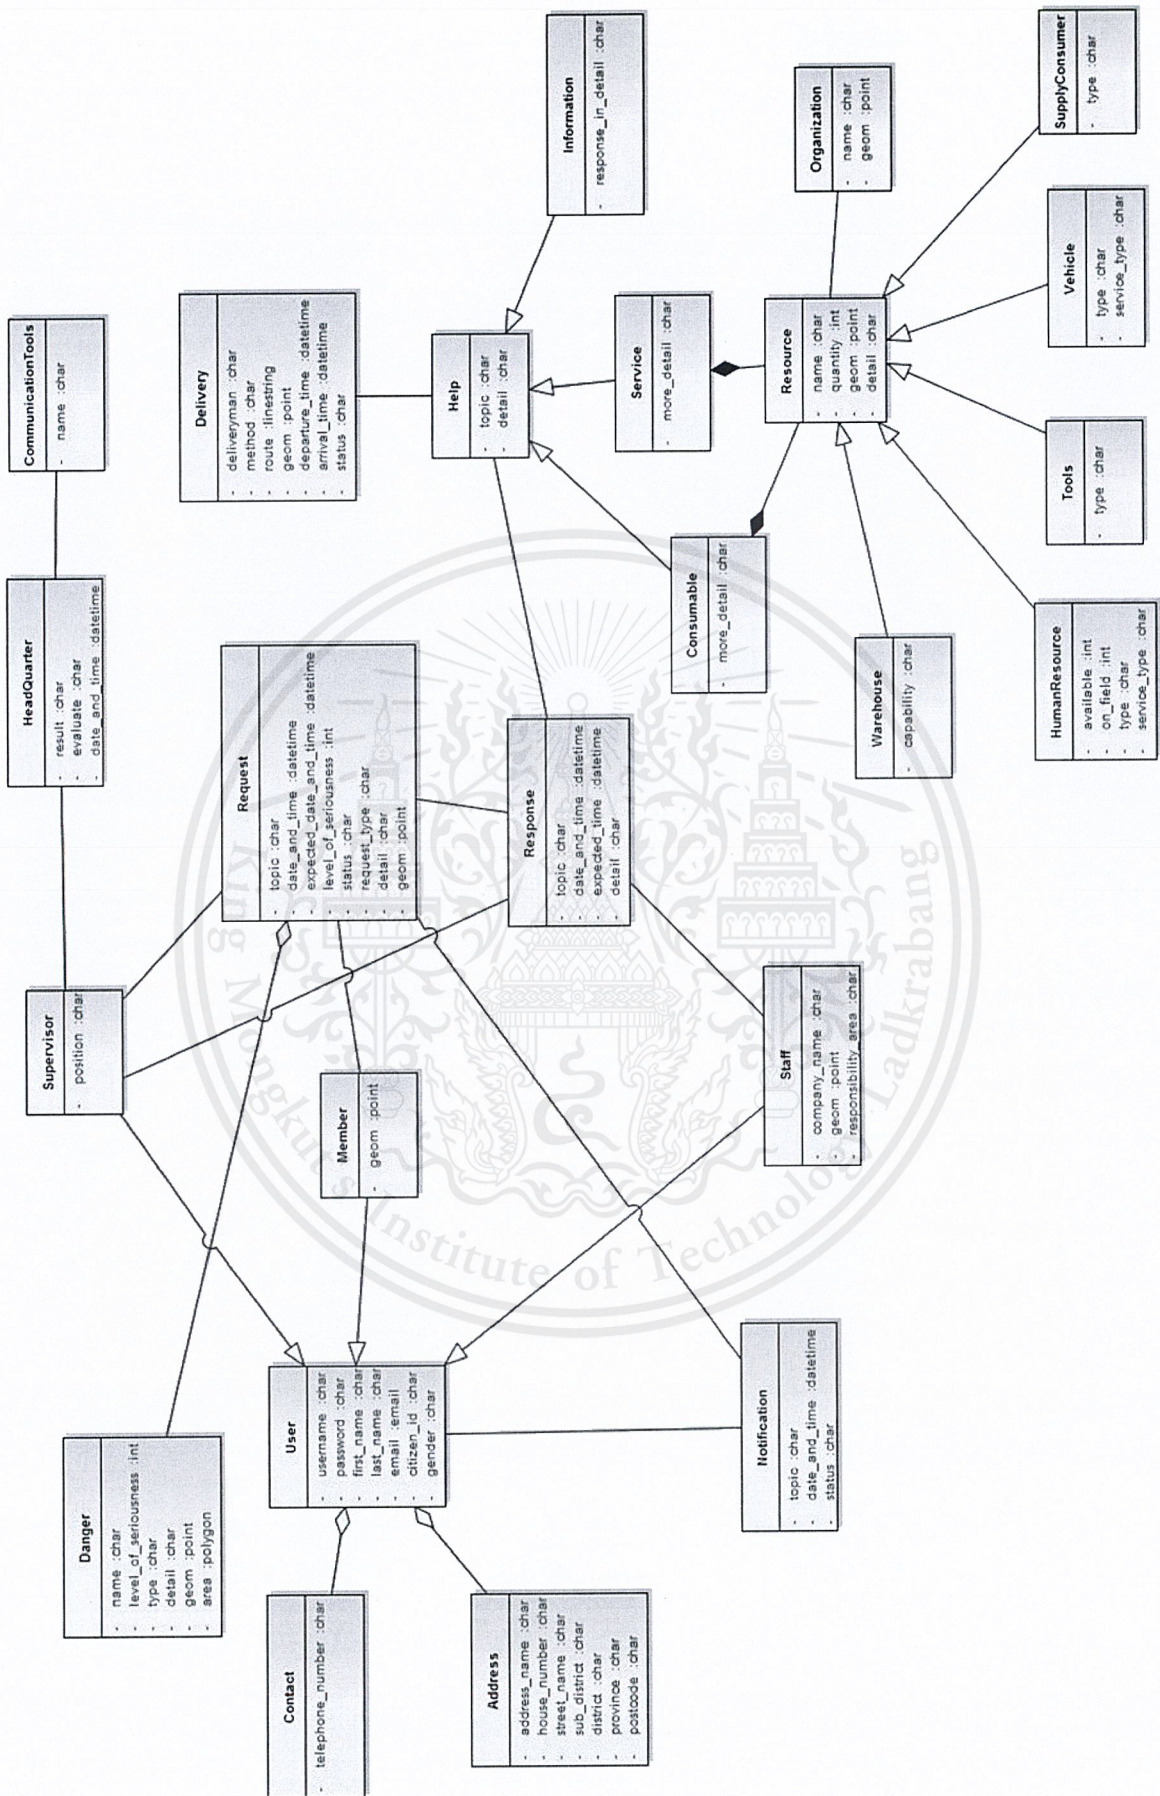 Danger
- name :char
- level_of_seriousness :int
- type :char
- detail :char
- geom :point
- area :polygon
Supervisor
- position :char
HeadQuarter
- result :char
- evaluate :char
- date_and_time :datetime
CommunicationTools
- name :char
Contact
- telephone_number :char
User
- username :char
- password :char
- first_name :char
- last_name :char
- email :email
- citizen_id :char
- gender :char
Member
- geom :point
Request
- topic :char
- date_and_time :datetime
- expected_date_and_time :datetime
- level_of_seriousness :int
- status :char
- request_type :char
- detail :char
- geom :point
Delivery
- deliveryman :char
- method :char
- route :linestring
- geom :point
- departure_time :datetime
- arrival_time :datetime
- status :char
Address
- address_name :char
- house_number :char
- street_name :char
- sub_district :char
- district :char
- province :char
- postcode :char
Response
- topic :char
- date_and_time :datetime
- expected_time :datetime
- detail :char
Help
- topic :char
- detail :char
Information
- response_in_detail :char
Notification
- topic :char
- date_and_time :datetime
- status :char
Staff
- company_name :char
- geom :point
- responsibility_area :char
Consumable
- more_detail :char
Service
- more_detail :char
Warehouse
- capability :char
Resource
- name :char
- quantity :int
- geom :point
- detail :char
Organization
- name :char
- geom :point
HumanResource
- available :int
- on_field :int
- type :char
- service_type :char
Tools
- type :char
Vehicle
- type :char
- service_type :char
SupplyConsumer
- type :char
King Mongkut's Institute of Technology Ladkrabang